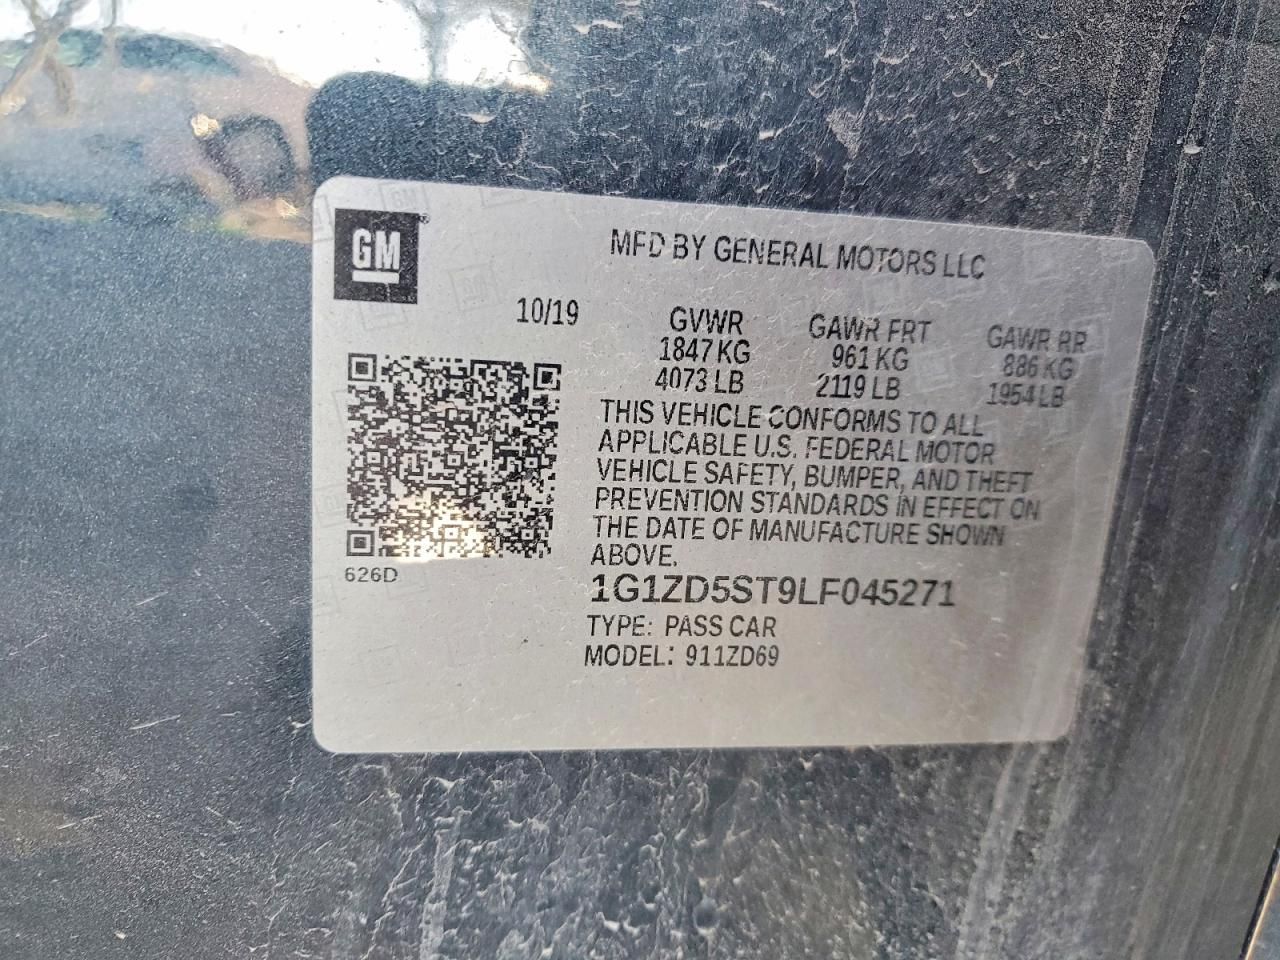 GM
MFD BY GENERAL MOTORS LLC
10/19
GVWR GAWR FRT GAWR RR
1847 KG 961 KG 886 KG
4073 LB 2119 LB 1954 LB
THIS VEHICLE CONFORMS TO ALL
APPLICABLE U.S. FEDERAL MOTOR
VEHICLE SAFETY, BUMPER, AND THEFT
PREVENTION STANDARDS IN EFFECT ON
THE DATE OF MANUFACTURE SHOWN
ABOVE.
626D
1G1ZD5ST9LF045271
TYPE: PASS CAR
MODEL: 911ZD69